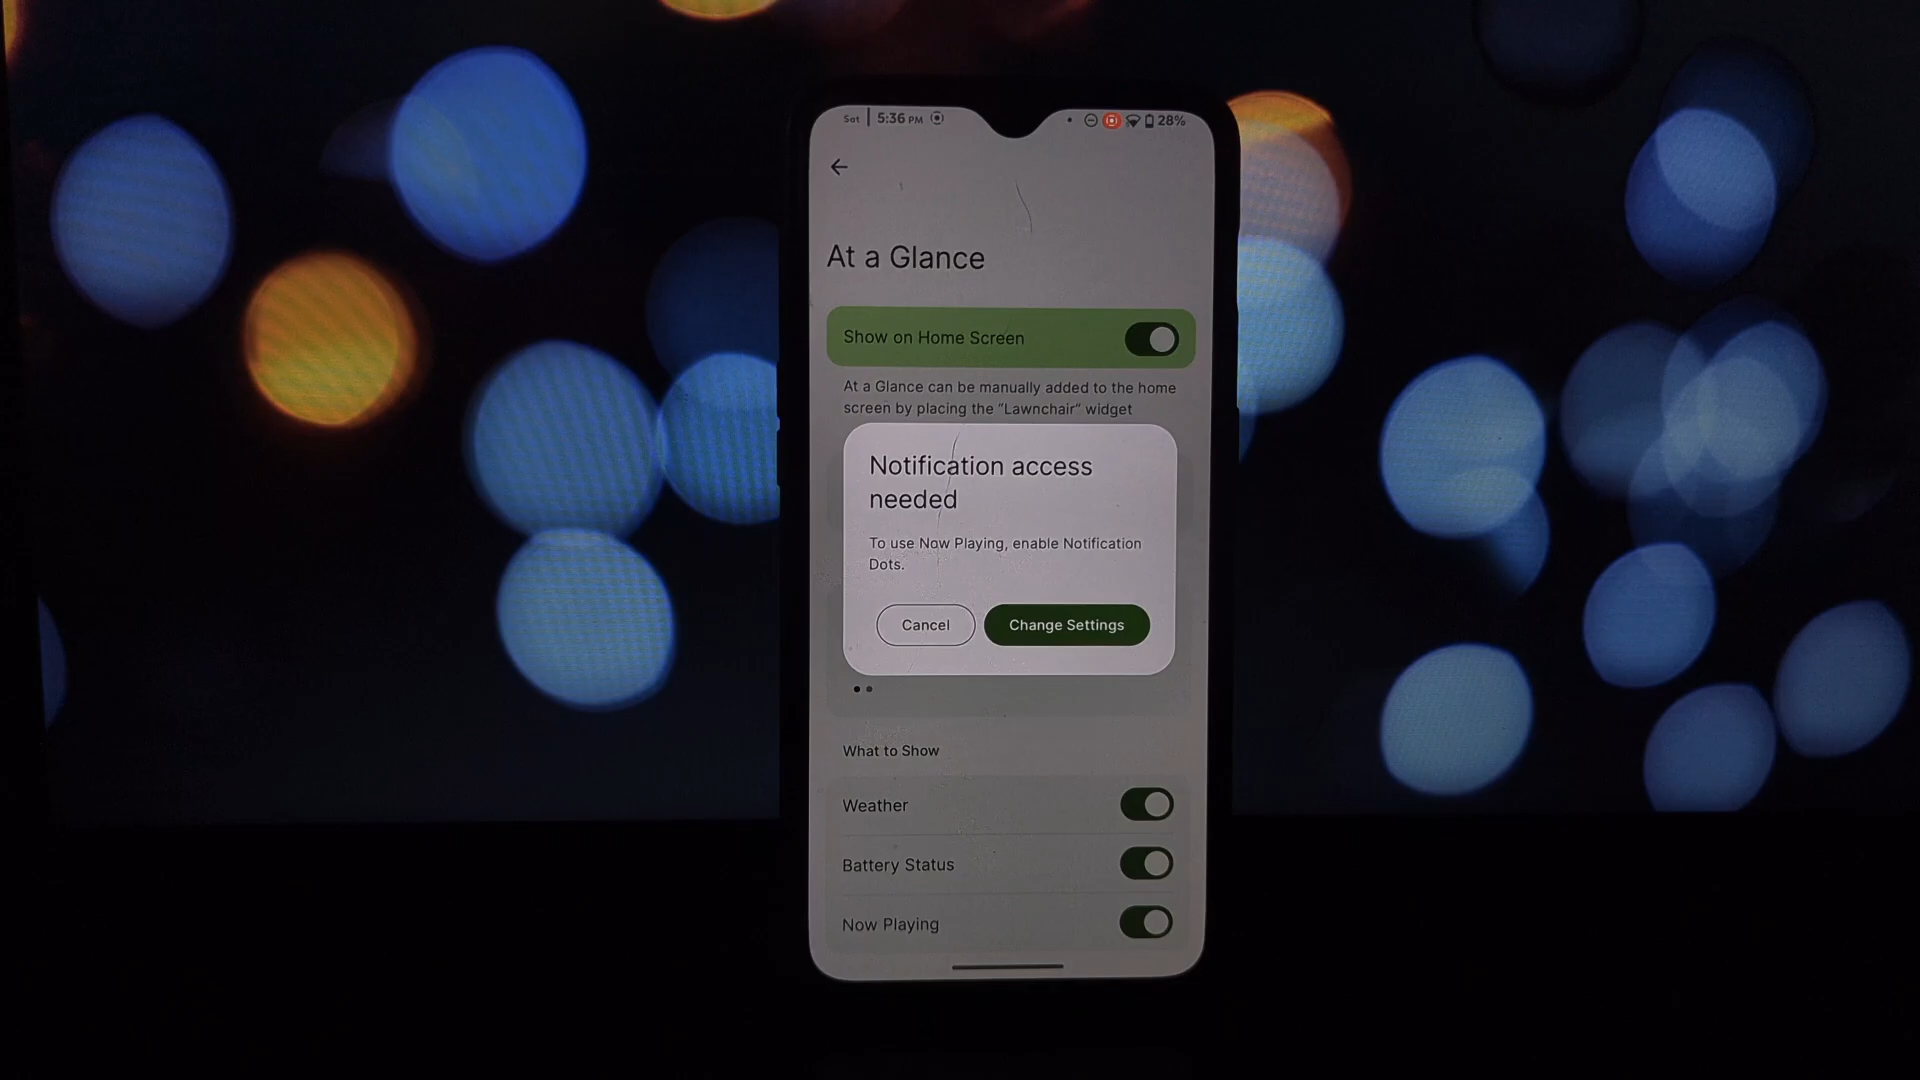 Sat | 5:36 PM 28%
At a Glance
Show on Home Screen
At a Glance can be manually added to the home
screen by placing the “Lawnchair” widget
Notification access
needed
To use Now Playing, enable Notification
Dots.
Cancel Change Settings
What to Show
Weather
Battery Status
Now Playing